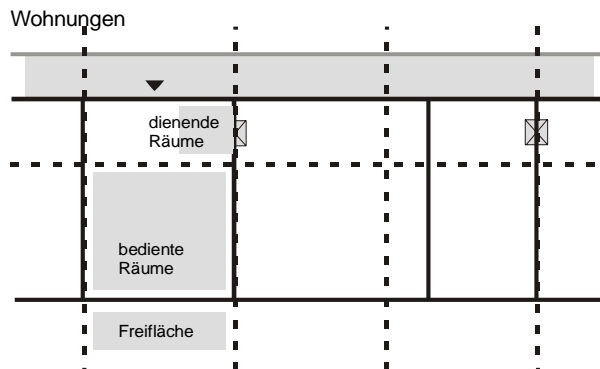 Wohnungen
dienende
Räume
bediente
Räume
Freifläche